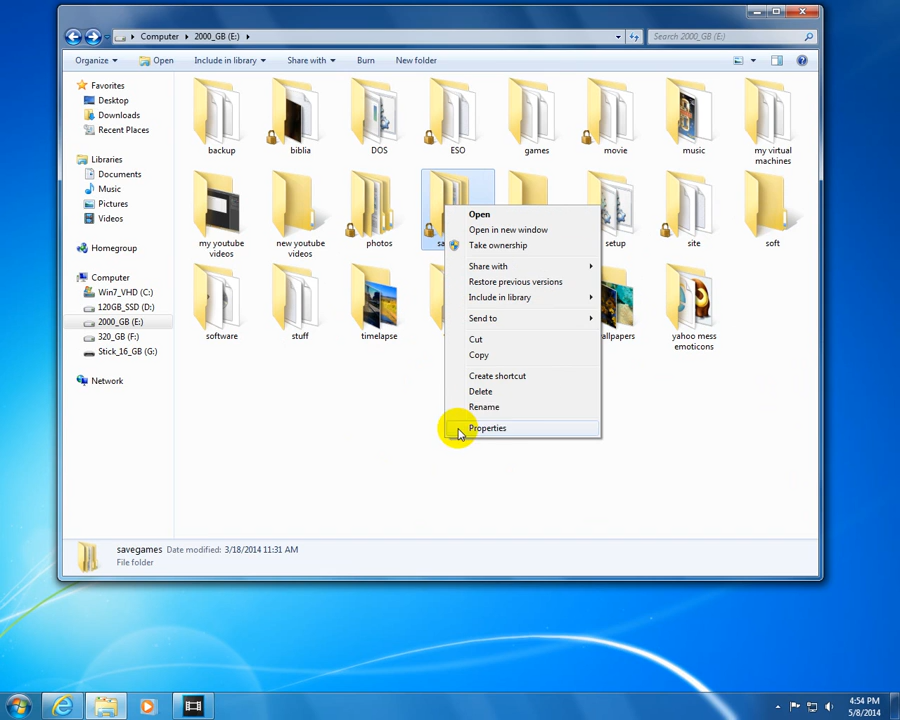 Computer ▸ 2000_GB (E:) ▸
Search 2000_GB (E:)
Organize Open Include in library Share with Burn New folder
Favorites
Desktop
Downloads
Recent Places
Libraries
Documents
Music
Pictures
Videos
Homegroup
Computer
Win7_VHD (C:)
120GB_SSD (D:)
2000_GB (E:)
320_GB (F:)
Stick_16_GB (G:)
Network
backup biblia DOS ESO games movie music my virtual
machines
my youtube
videos
new youtube
videos
photos
setup
site
soft
software
stuff
timelapse
yahoo mess
emoticons
Open
Open in new window
Take ownership
Share with
Restore previous versions
Include in library
Send to
Cut
Copy
Create shortcut
Delete
Rename
Properties
savegames Date modified: 3/18/2014 11:31 AM
File folder
4:54 PM
5/8/2014